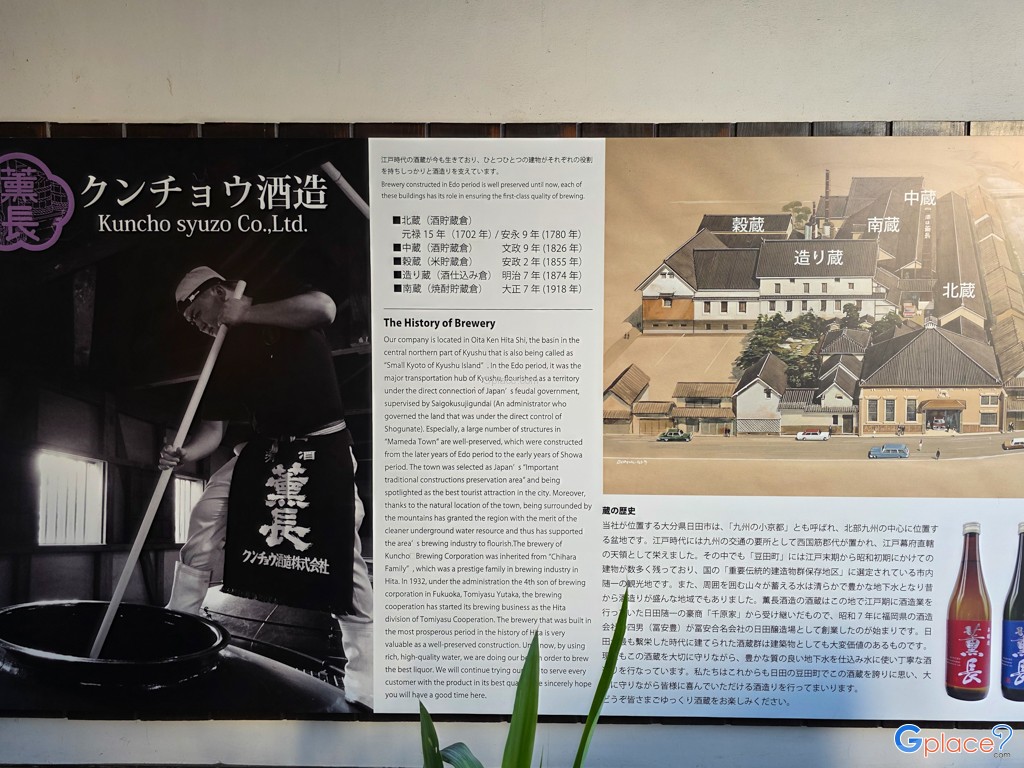 薫長
クンチョウ酒造
Kuncho syuzo Co.,Ltd.
酒
薫長
クンチョウ酒造株式会社
江戸時代の酒蔵が今も生きており、ひとつひとつの建物がそれぞれの役割
を持ちしっかりと酒造りを支えています。
Brewery constructed in Edo period is well preserved until now, each of
these buildings has its role in ensuring the first-class quality of brewing.
■北蔵（酒貯蔵倉）
元禄 15 年（1702 年）/ 安永 9 年（1780 年）
■中蔵（酒貯蔵倉） 文政 9 年（1826 年）
■穀蔵（米貯蔵倉） 安政 2 年（1855 年）
■造り蔵（酒仕込み倉） 明治 7 年（1874 年）
■南蔵（焼酎貯蔵倉） 大正 7 年（1918 年）
The History of Brewery
Our company is located in Oita Ken Hita Shi, the basin in the
central northern part of Kyushu that is also being called as
"Small Kyoto of Kyushu Island" . In the Edo period, it was the
major transportation hub of Kyushu, flourished as a territory
under the direct connection of Japan' s feudal government,
supervised by Saigokusujigundai (An administrator who
governed the land that was under the direct control of
Shogunate). Especially, a large number of structures in
"Mameda Town" are well-preserved, which were constructed
from the later years of Edo period to the early years of Showa
period. The town was selected as Japan' s "Important
traditional constructions preservation area" and being
spotlighted as the best tourist attraction in the city. Moreover,
thanks to the natural location of the town, being surrounded by
the mountains has granted the region with the merit of the
cleaner underground water resource and thus has supported
the area' s brewing industry to flourish.The brewery of
Kuncho Brewing Corporation was inherited from "Chihara
Family" , which was a prestige family in brewing industry in
Hita. In 1932, under the administration the 4th son of brewing
corporation in Fukuoka, Tomiyasu Yutaka, the brewing
cooperation has started its brewing business as the Hita
division of Tomiyasu Cooperation. The brewery that was built in
the most prosperous period in the history of Hita is very
valuable as a well-preserved construction. Until now, by using
rich, high-quality water, we are doing our be order to brew
the best liquor. We will continue trying our to serve every
customer with the product in its best qua e sincerely hope
you will have a good time here.
中蔵
穀蔵
南蔵
造り蔵
北蔵
蔵の歴史
当社が位置する大分県日田市は、「九州の小京都」とも呼ばれ、北部九州の中心に位置す
る盆地です。江戸時代には九州の交通の要所として西国筋郡代が置かれ、江戸幕府直轄
の天領として栄えました。その中でも「豆田町」には江戸末期から昭和初期にかけての
建物が数多く残っており、国の「重要伝統的建造物群保存地区」に選定されている市内
随一の観光地です。また、周囲を囲む山々が蓄える水は清らかで豊かな地下水となり昔
から酒造りが盛んな地域でもありました。薫長酒造の酒蔵はこの地で江戸期に酒造業を
行っていた日田随一の豪商「千原家」から受け継いだもので、昭和 7 年に福岡県の酒造
会 四男（冨安豊）が冨安合名会社の日田醸造場として創業したのが始まりです。日
田 最も繫栄した時代に建てられた酒蔵群は建築物としても大変価値のあるものです。
現 もこの酒蔵を大切に守りながら、豊かな質の良い地下水を仕込み水に使い丁寧な酒
りを行なっています。私たちはこれからも日田の豆田町でこの酒蔵を誇りに思い、大
に守りながら皆様に喜んでいただける酒造りを行ってまいります。
どうぞ皆さまごゆっくり酒蔵をお楽しみください。
薫長
薫長
Gplace
.com